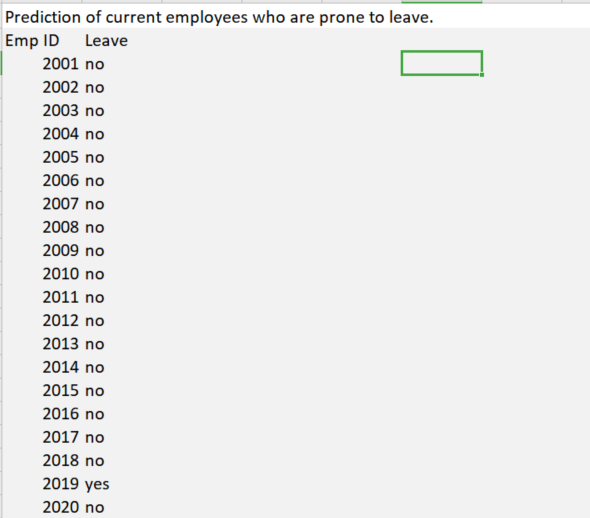 Prediction of current employees who are prone to leave.
Emp ID Leave
2001 no
2002 no
2003 no
2004 no
2005 no
2006 no
2007 no
2008 no
2009 no
2010 no
2011 no
2012 no
2013 no
2014 no
2015 no
2016 no
2017 no
2018 no
2019 yes
2020 no